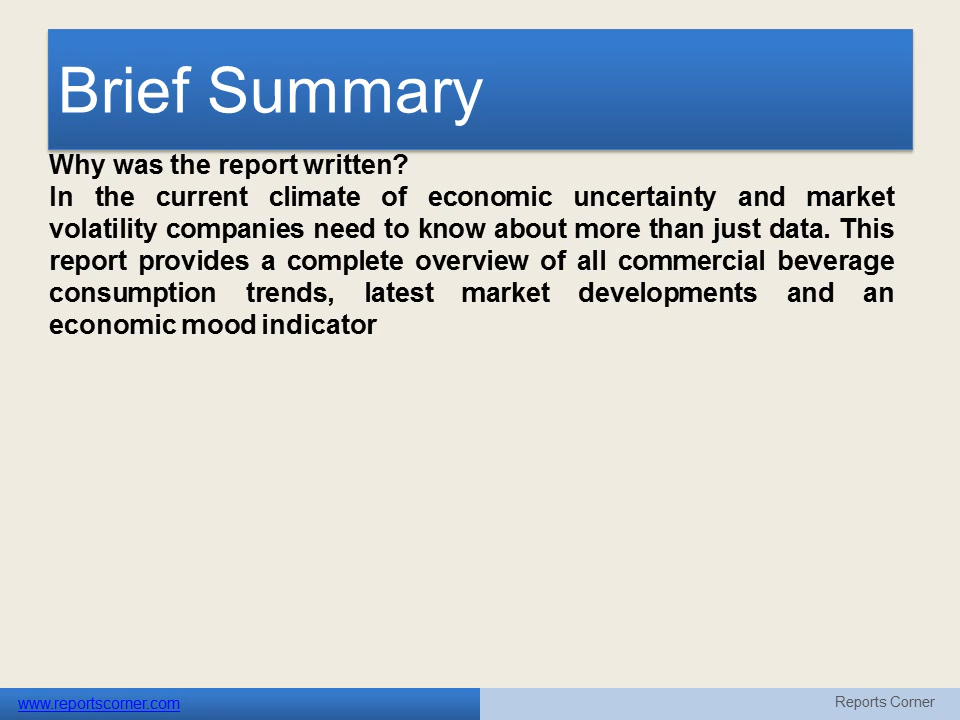 Brief Summary
Why was the report written?
In the current climate of economic uncertainty and market
volatility companies need to know about more than just data. This
report provides a complete overview of all commercial beverage
consumption trends, latest market developments and an
economic mood indicator
www.reportscorner.com
Reports Corner